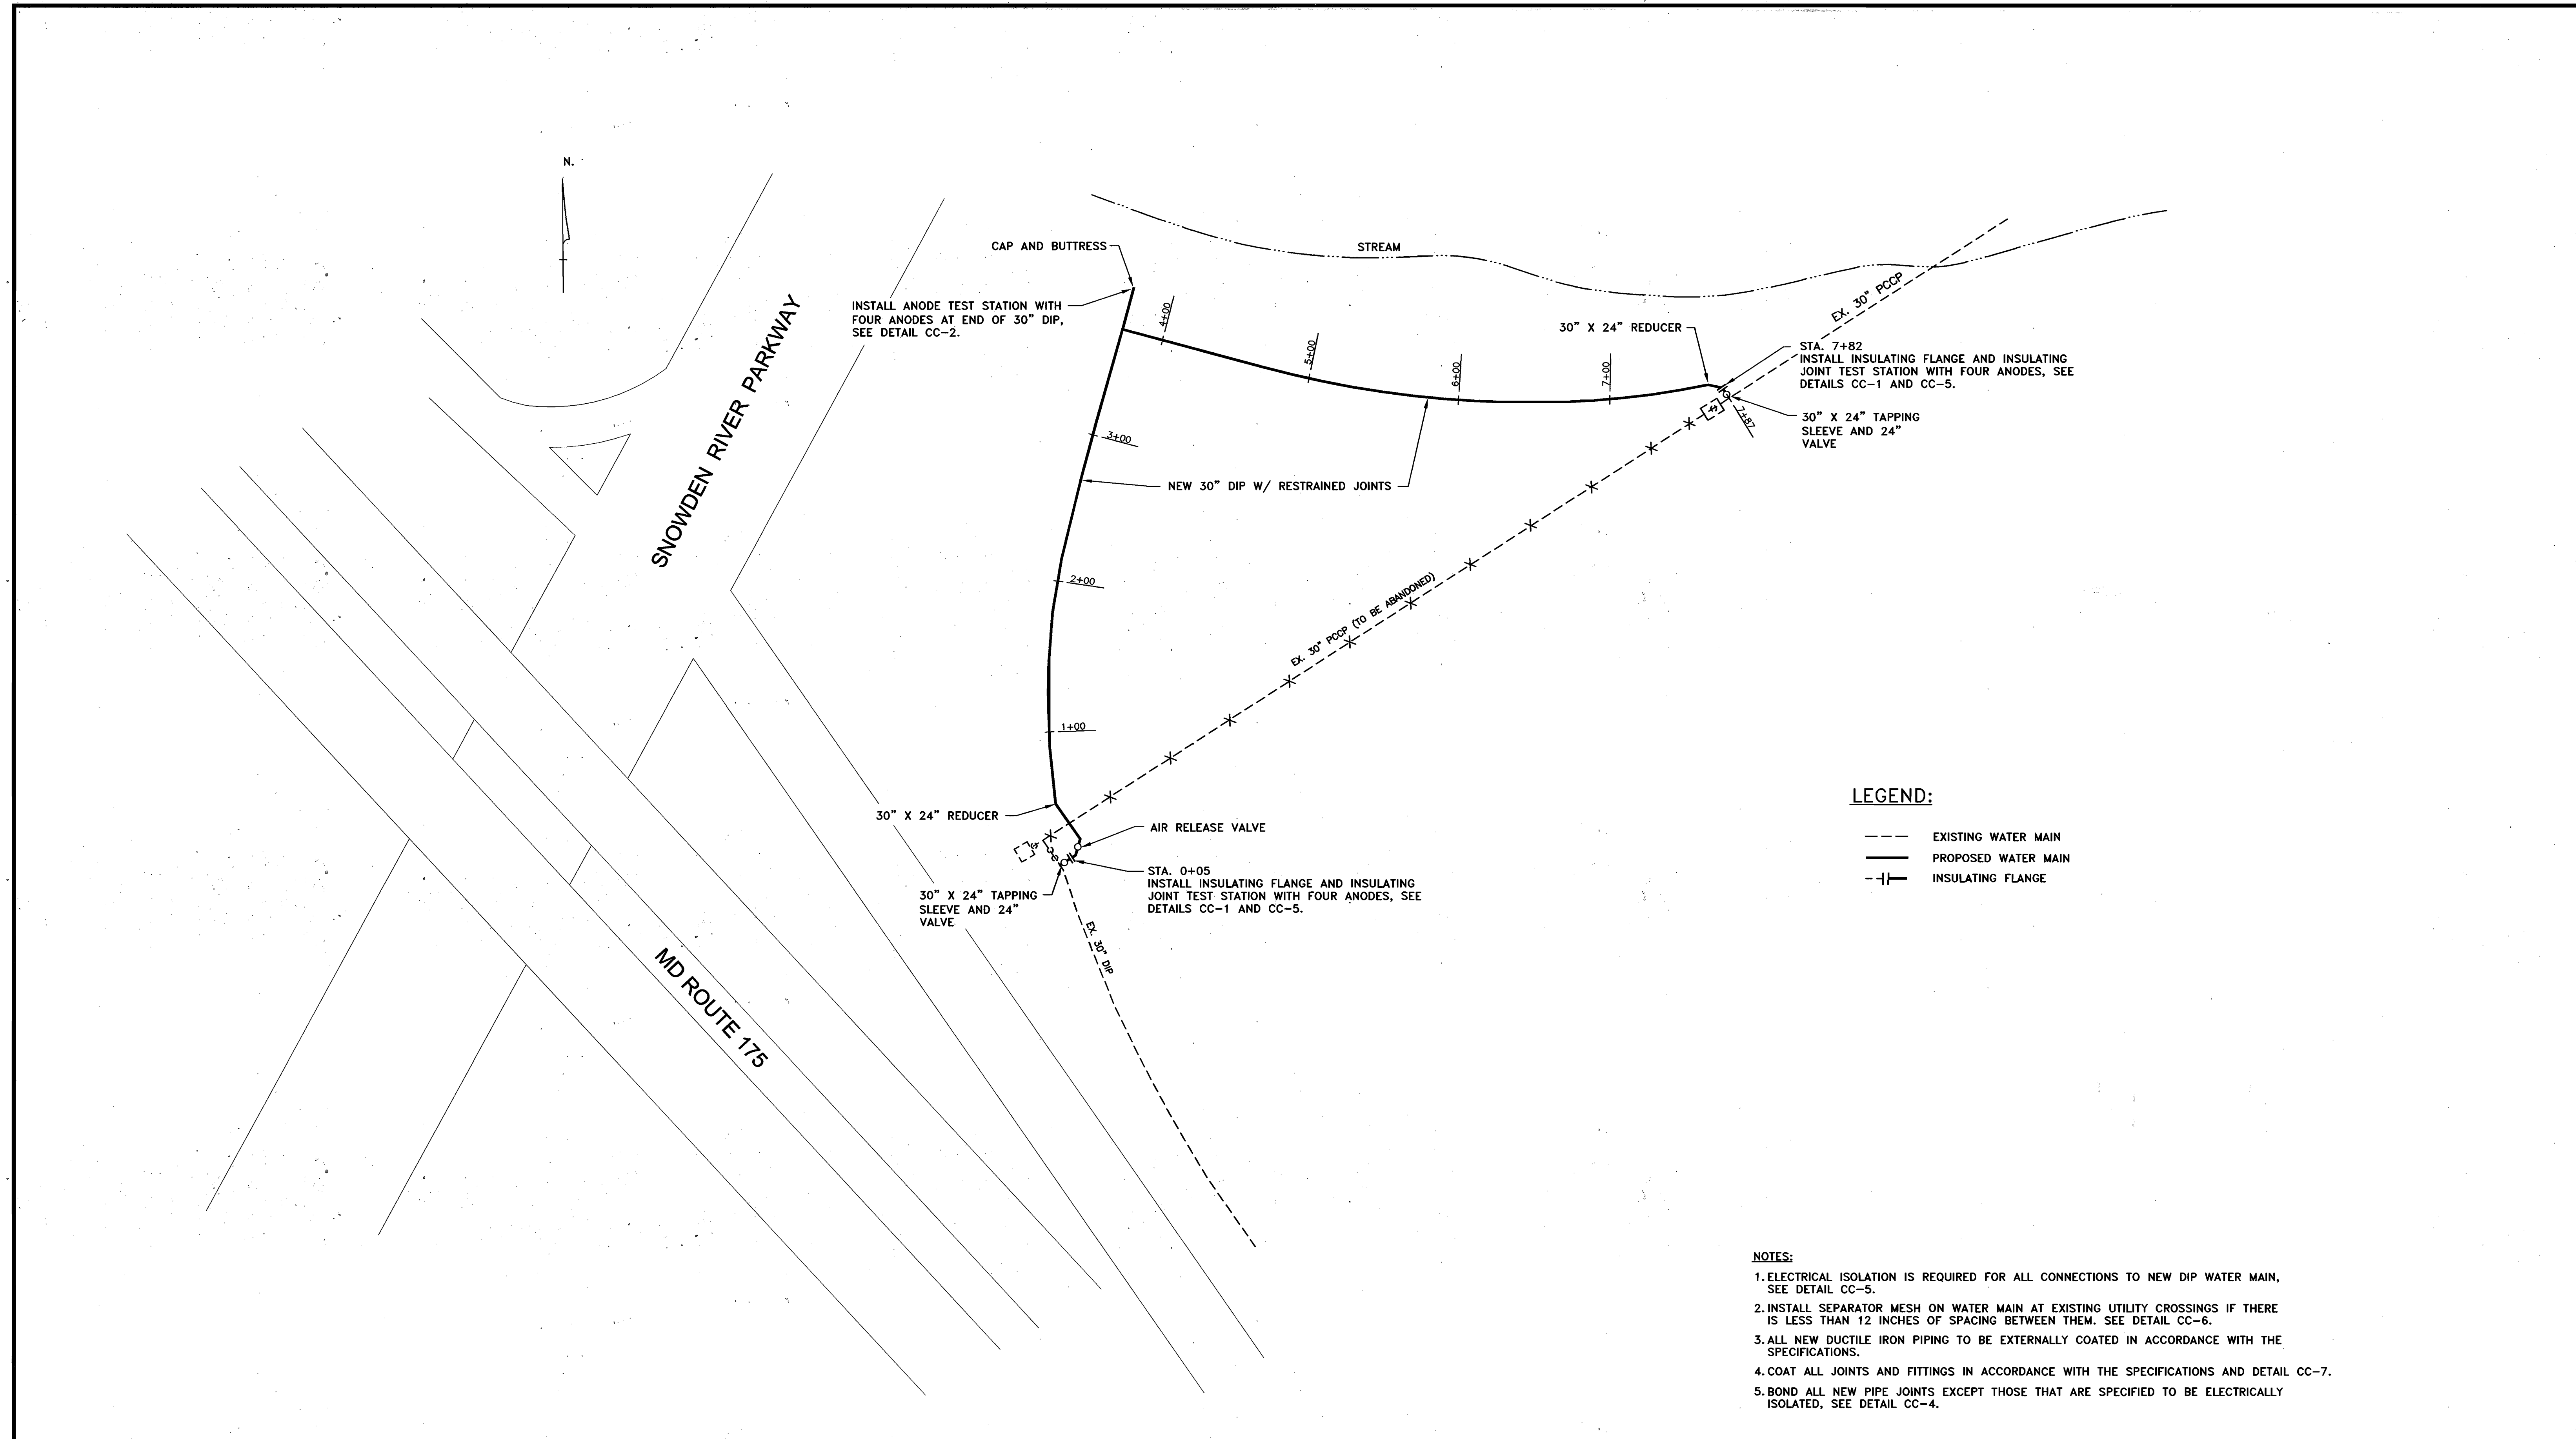 N.
SNOWDEN RIVER PARKWAY
MD ROUTE 175
CAP AND BUTTRESS
INSTALL ANODE TEST STATION WITH
FOUR ANODES AT END OF 30" DIP,
SEE DETAIL CC-2.
STREAM
4+00
5+00
6+00
7+00
30" X 24" REDUCER
EX. 30" PCCP
STA. 7+82
INSTALL INSULATING FLANGE AND INSULATING
JOINT TEST STATION WITH FOUR ANODES, SEE
DETAILS CC-1 AND CC-5.
7+87
30" X 24" TAPPING
SLEEVE AND 24"
VALVE
3+00
NEW 30" DIP W/ RESTRAINED JOINTS
2+00
EX. 30" PCCP (TO BE ABANDONED)
1+00
30" X 24" REDUCER
AIR RELEASE VALVE
STA. 0+05
INSTALL INSULATING FLANGE AND INSULATING
JOINT TEST STATION WITH FOUR ANODES, SEE
DETAILS CC-1 AND CC-5.
30" X 24" TAPPING
SLEEVE AND 24"
VALVE
EX. 30" DIP
LEGEND:
EXISTING WATER MAIN
PROPOSED WATER MAIN
INSULATING FLANGE
NOTES:
1. ELECTRICAL ISOLATION IS REQUIRED FOR ALL CONNECTIONS TO NEW DIP WATER MAIN,
SEE DETAIL CC-5.
2. INSTALL SEPARATOR MESH ON WATER MAIN AT EXISTING UTILITY CROSSINGS IF THERE
IS LESS THAN 12 INCHES OF SPACING BETWEEN THEM. SEE DETAIL CC-6.
3. ALL NEW DUCTILE IRON PIPING TO BE EXTERNALLY COATED IN ACCORDANCE WITH THE
SPECIFICATIONS.
4. COAT ALL JOINTS AND FITTINGS IN ACCORDANCE WITH THE SPECIFICATIONS AND DETAIL CC-7.
5. BOND ALL NEW PIPE JOINTS EXCEPT THOSE THAT ARE SPECIFIED TO BE ELECTRICALLY
ISOLATED, SEE DETAIL CC-4.